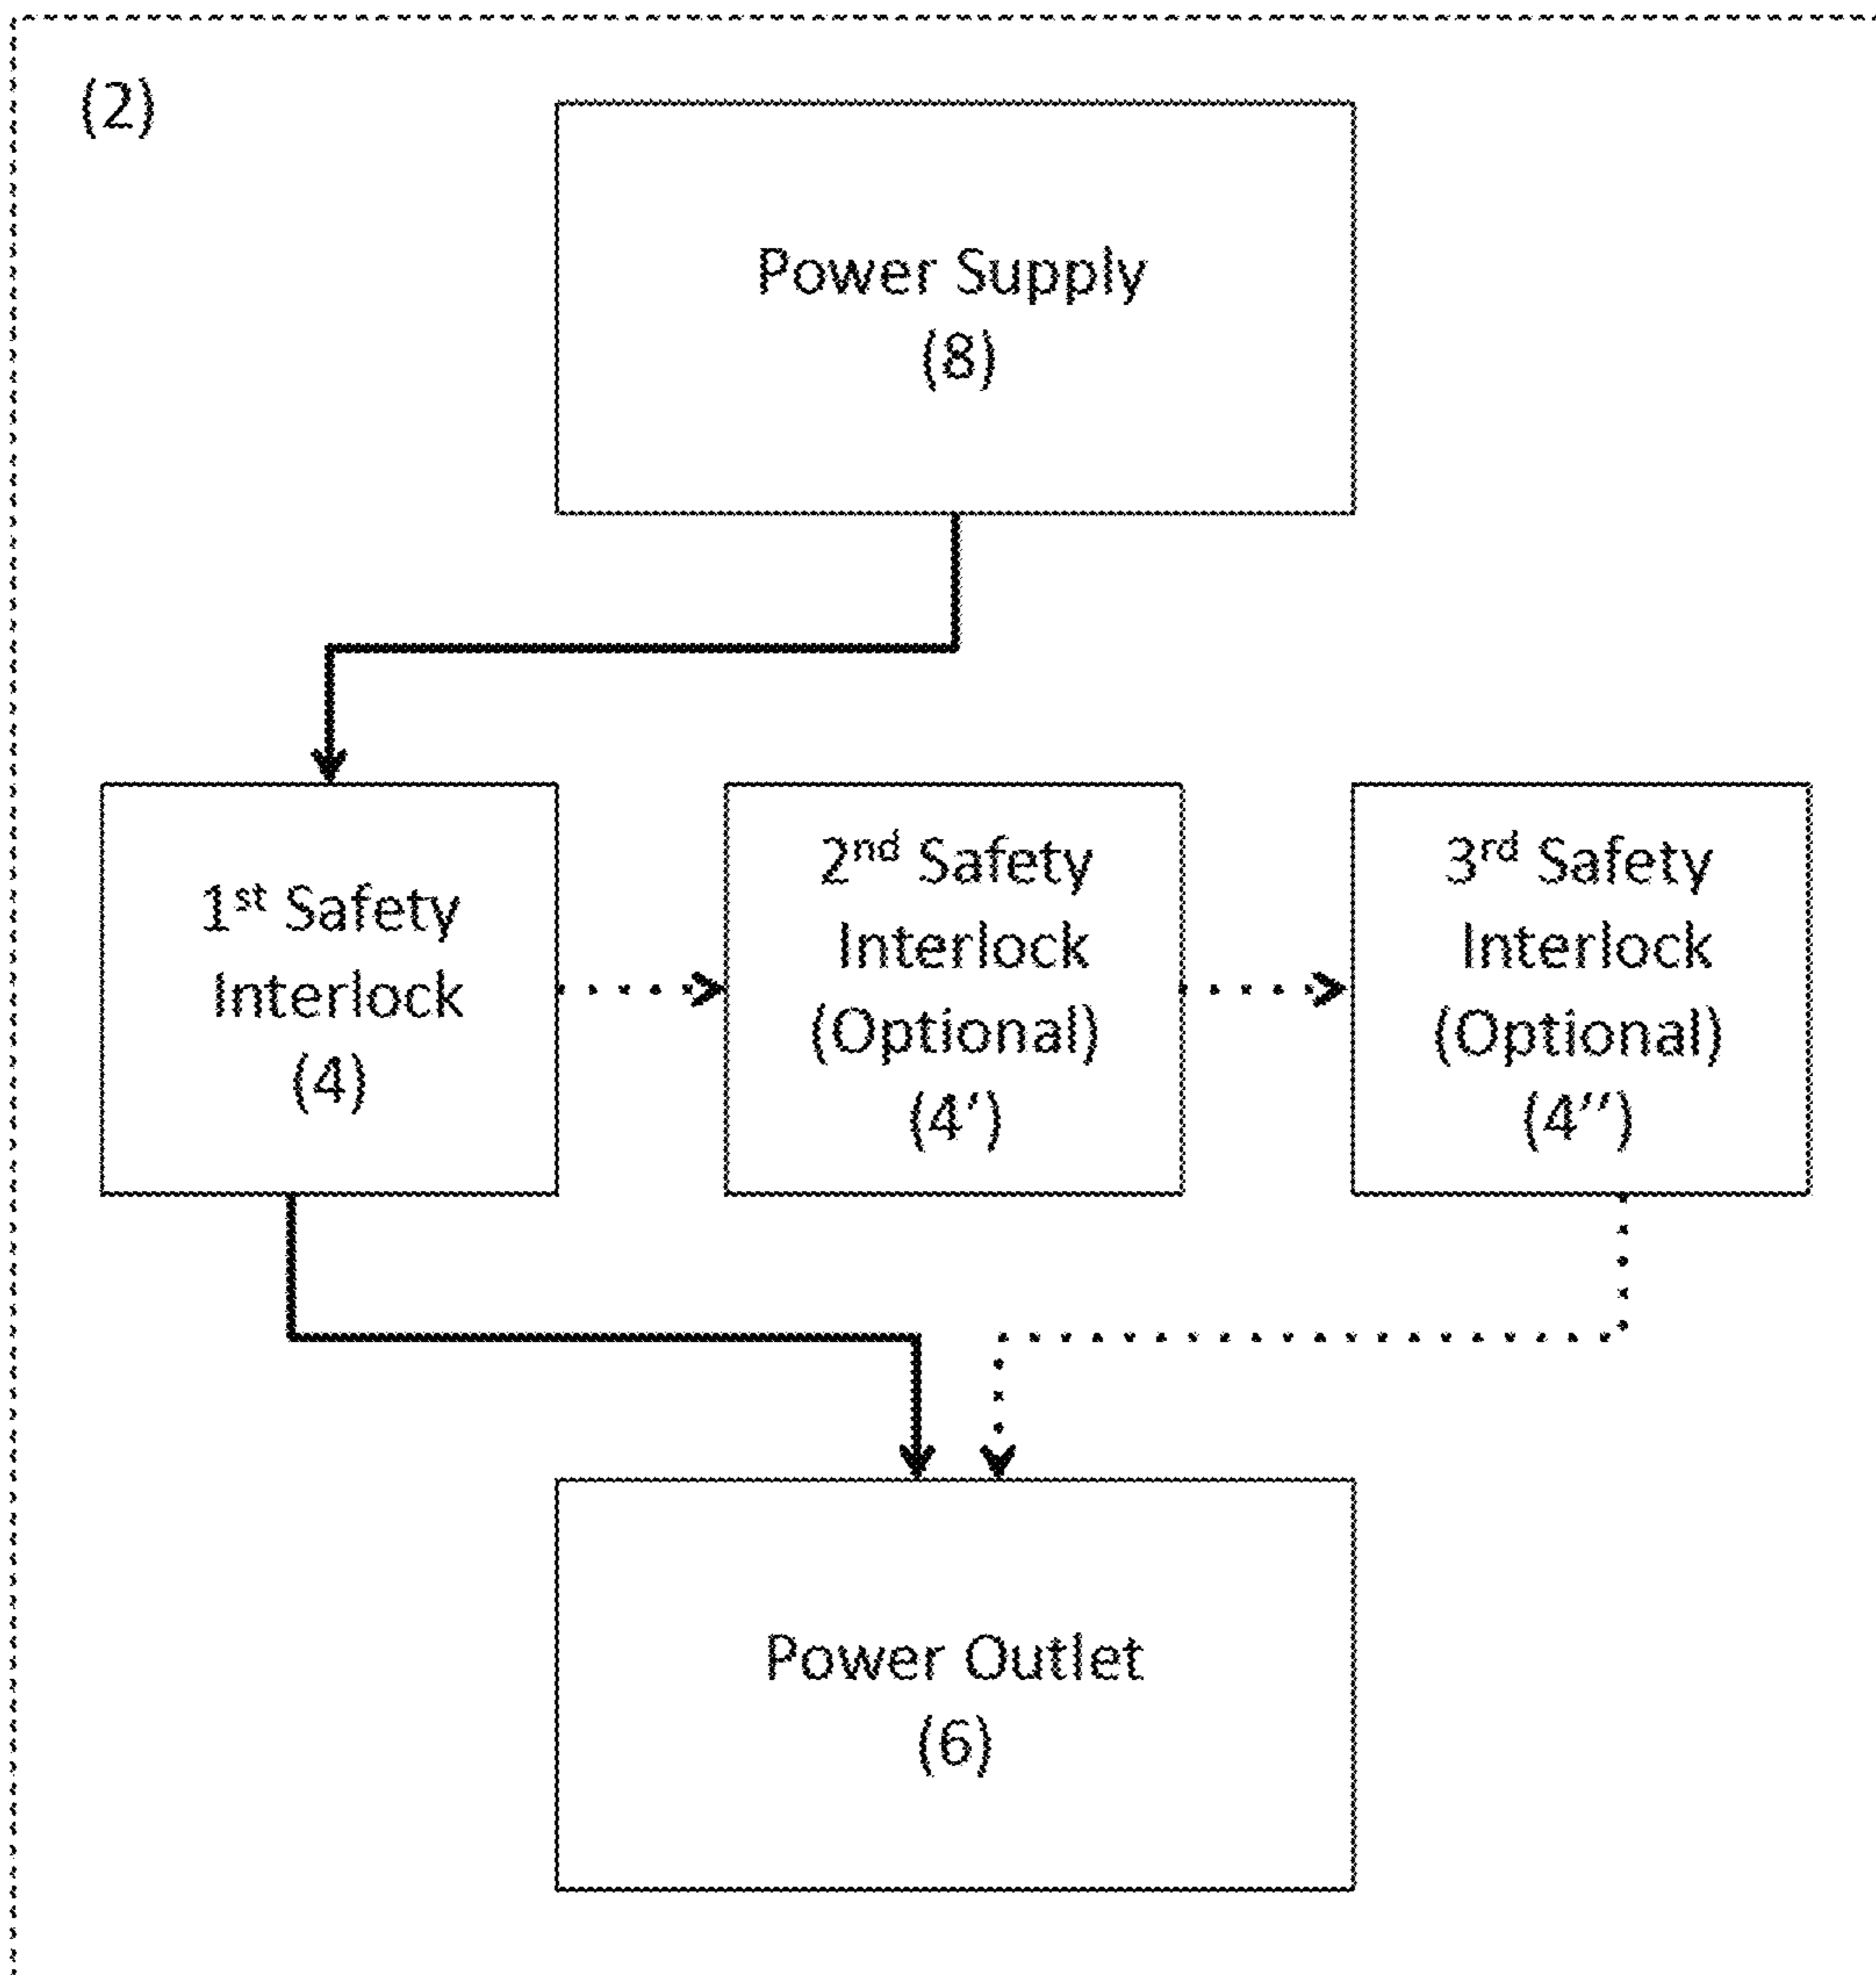 (2)
Power Supply
(8)
1st Safety
Interlock
(4)
2nd Safety
Interlock
(Optional)
(4′)
3rd Safety
Interlock
(Optional)
(4′′)
Power Outlet
(6)